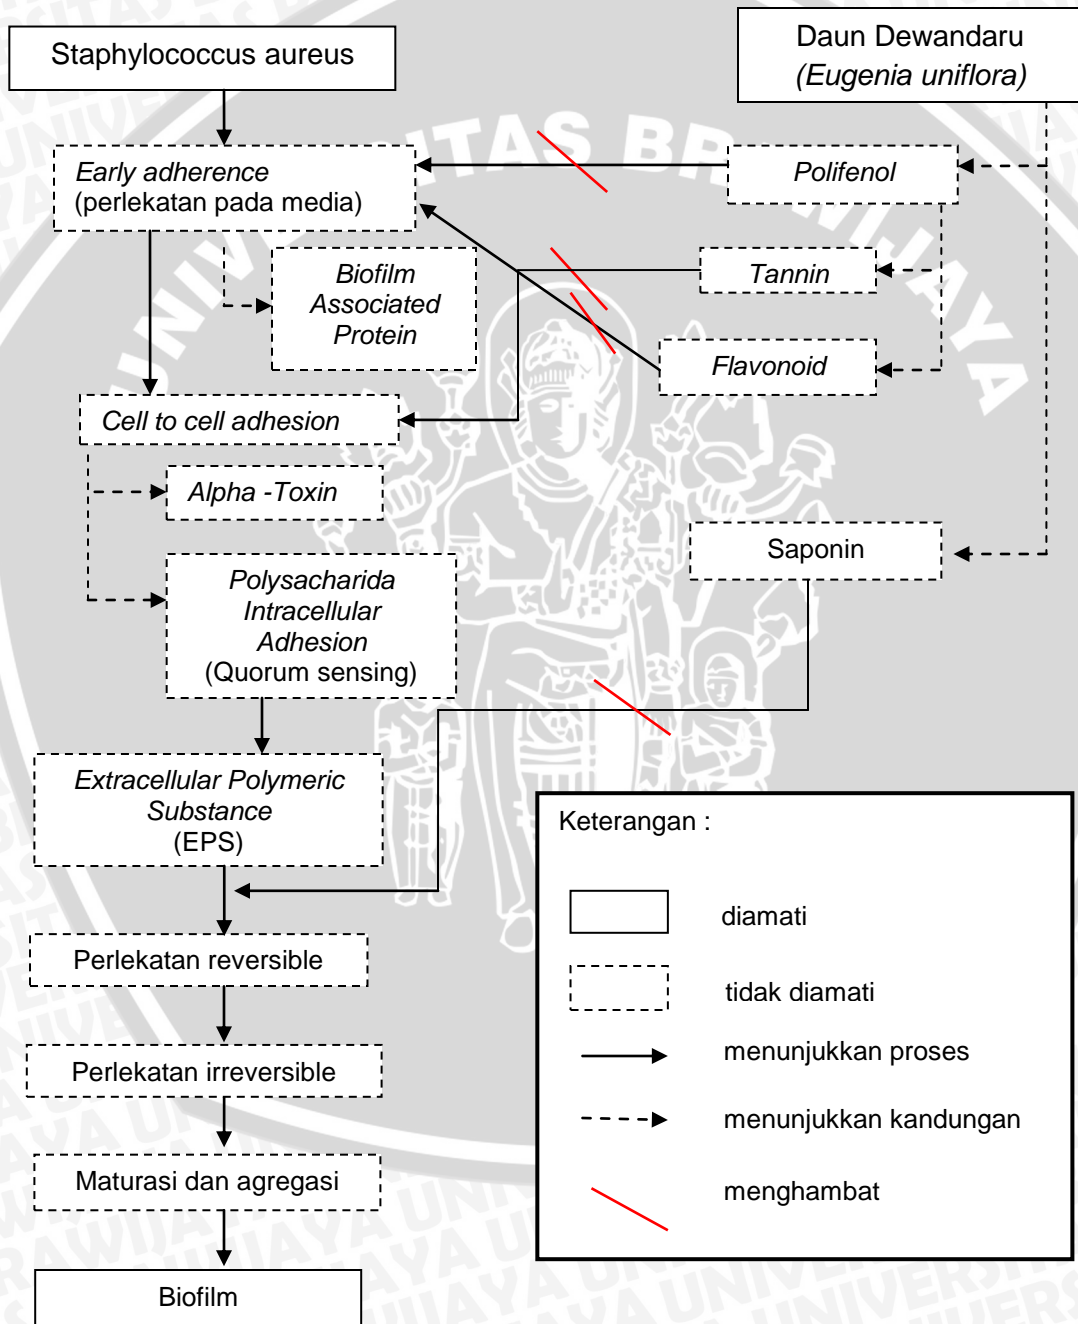 Staphylococcus aureus
Daun Dewandaru
(Eugenia uniflora)
Early adherence
(perlekatan pada media)
Polifenol
Biofilm
Associated
Protein
Tannin
Flavonoid
Cell to cell adhesion
Alpha -Toxin
Saponin
Polysacharida
Intracellular
Adhesion
(Quorum sensing)
Extracellular Polymeric
Substance
(EPS)
Perlekatan reversible
Perlekatan irreversible
Maturasi dan agregasi
Biofilm
Keterangan :
diamati
tidak diamati
menunjukkan proses
menunjukkan kandungan
menghambat